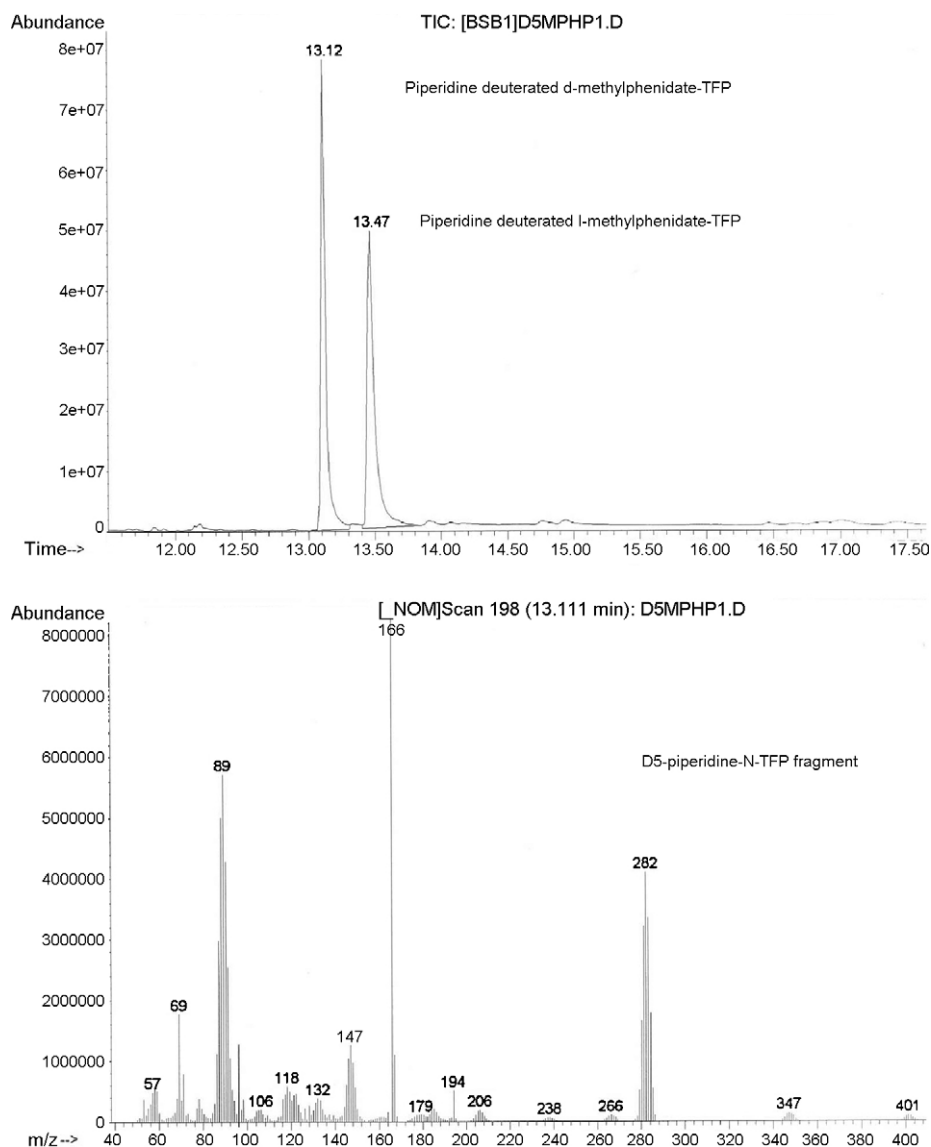 Abundance
TIC: [BSB1]D5MPHP1.D
8e+07
13.12
Piperidine deuterated d-methylphenidate-TFP
7e+07
6e+07
5e+07
13.47
Piperidine deuterated l-methylphenidate-TFP
4e+07
3e+07
2e+07
1e+07
0
Time-->
12.00 12.50 13.00 13.50 14.00 14.50 15.00 15.50 16.00 16.50 17.00 17.50
Abundance
[_NOM]Scan 198 (13.111 min): D5MPHP1.D
8000000
166
7000000
6000000
D5-piperidine-N-TFP fragment
89
5000000
4000000
282
3000000
2000000
69
147
1000000
57 106 118 132 179 194 206 238 266 347 401
0
m/z-->
40 60 80 100 120 140 160 180 200 220 240 260 280 300 320 340 360 380 400